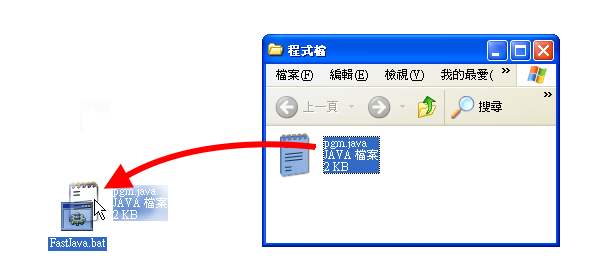 程式檔
檔案(F) 編輯(E) 檢視(V) 我的最愛( »
上一頁 搜尋 »
pgm.java
JAVA 檔案
2 KB
pgm.java
JAVA 檔案
2 KB
FastJava.bat